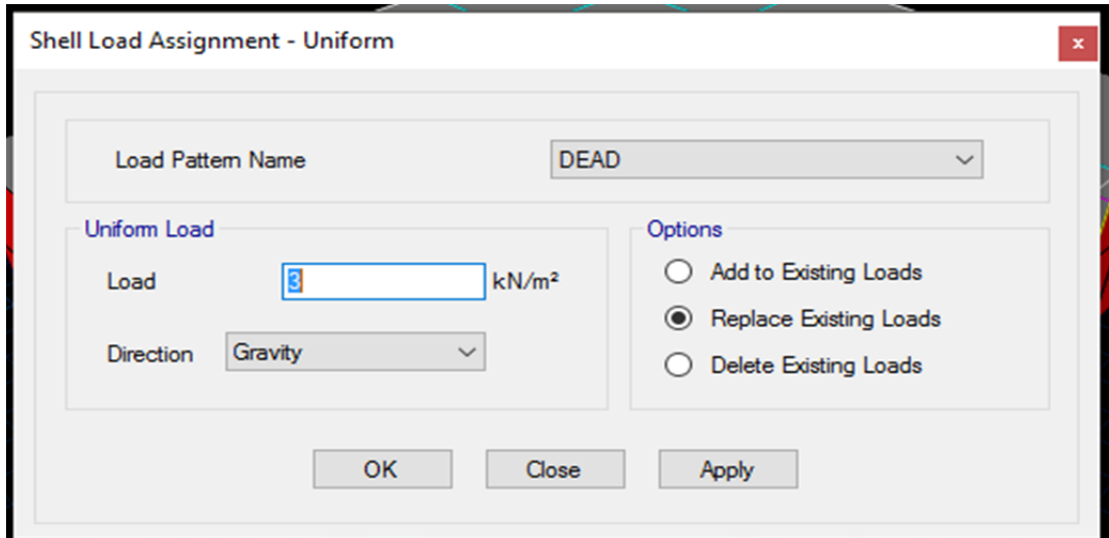 Shell Load Assignment - Uniform
x
Load Pattern Name DEAD
Uniform Load
Load 3 kN/m²
Direction Gravity
Options
Add to Existing Loads
Replace Existing Loads
Delete Existing Loads
OK Close Apply